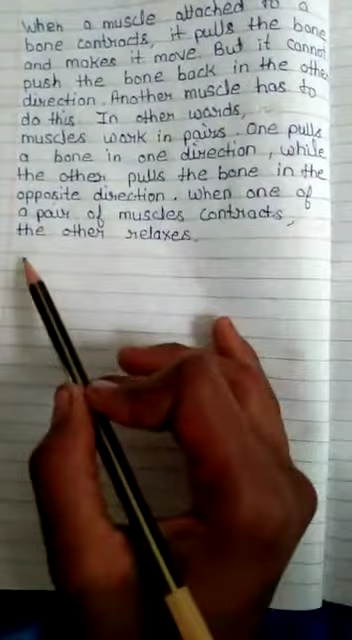 When a muscle attached to a
bone contracts, it pulls the bone
and makes it move. But it cannot
push the bone back in the other
direction. Another muscle has to
do this. In other wards,
muscles work in pairs. One pulls
a bone in one direction, while
the other pulls the bone in the
opposite direction. When one of
a pair of muscles contracts,
the other relaxes.